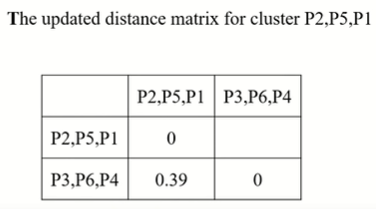 The updated distance matrix for cluster P2,P5,P1
P2,P5,P1 P3,P6,P4
P2,P5,P1 0
P3,P6,P4 0.39 0